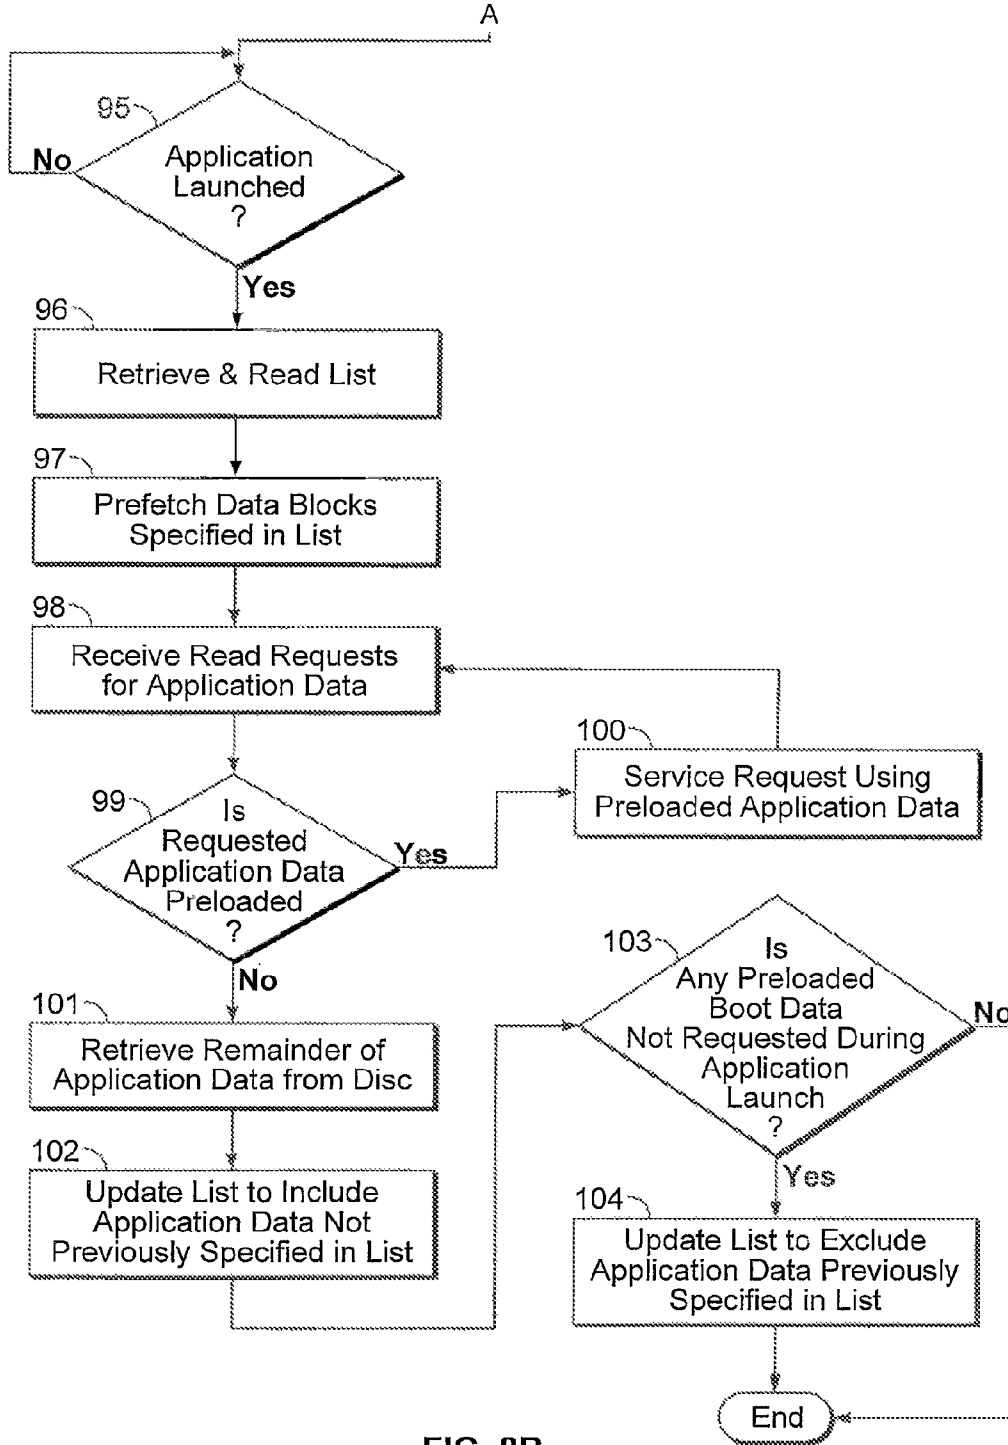 A
95
No
Application
Launched
?
Yes
96
Retrieve & Read List
97
Prefetch Data Blocks
Specified in List
98
Receive Read Requests
for Application Data
100
Service Request Using
Preloaded Application Data
99
Is
Requested
Application Data
Preloaded
?
Yes
No
103
Is
Any Preloaded
Boot Data
Not Requested During
Application
Launch
?
No
Yes
101
Retrieve Remainder of
Application Data from Disc
102
Update List to Include
Application Data Not
Previously Specified in List
104
Update List to Exclude
Application Data Previously
Specified in List
End